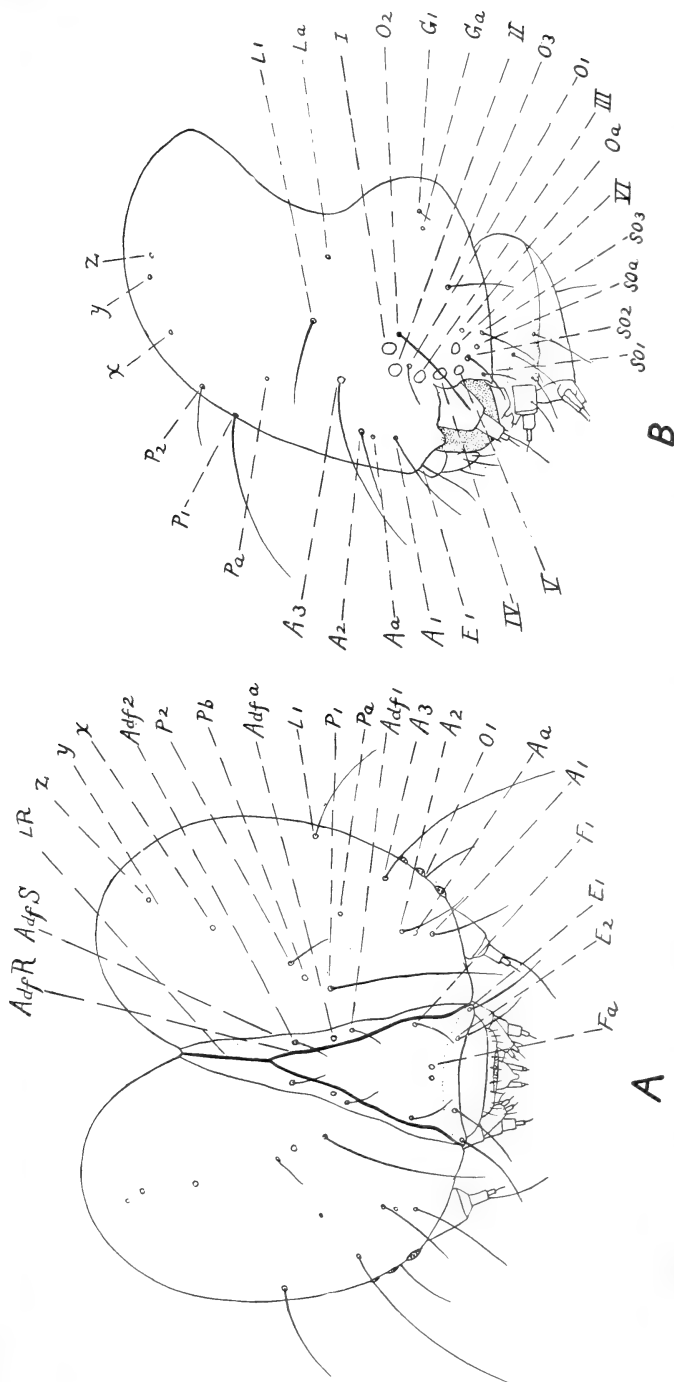 L1
La
I
O2
G1
Ga
II
O3
O1
III
Oa
VI
SO3
SOa
SO2
SO1
z
y
x
P2
P1
Pa
A3
A2
Aa
A1
E1
IV
V
B
AdfR
AdfS
LR
z
y
x
Adf2
P2
Pb
Adfa
L1
P1
Pa
Adf1
A3
A2
O1
Aa
A1
F1
E1
E2
Fa
A